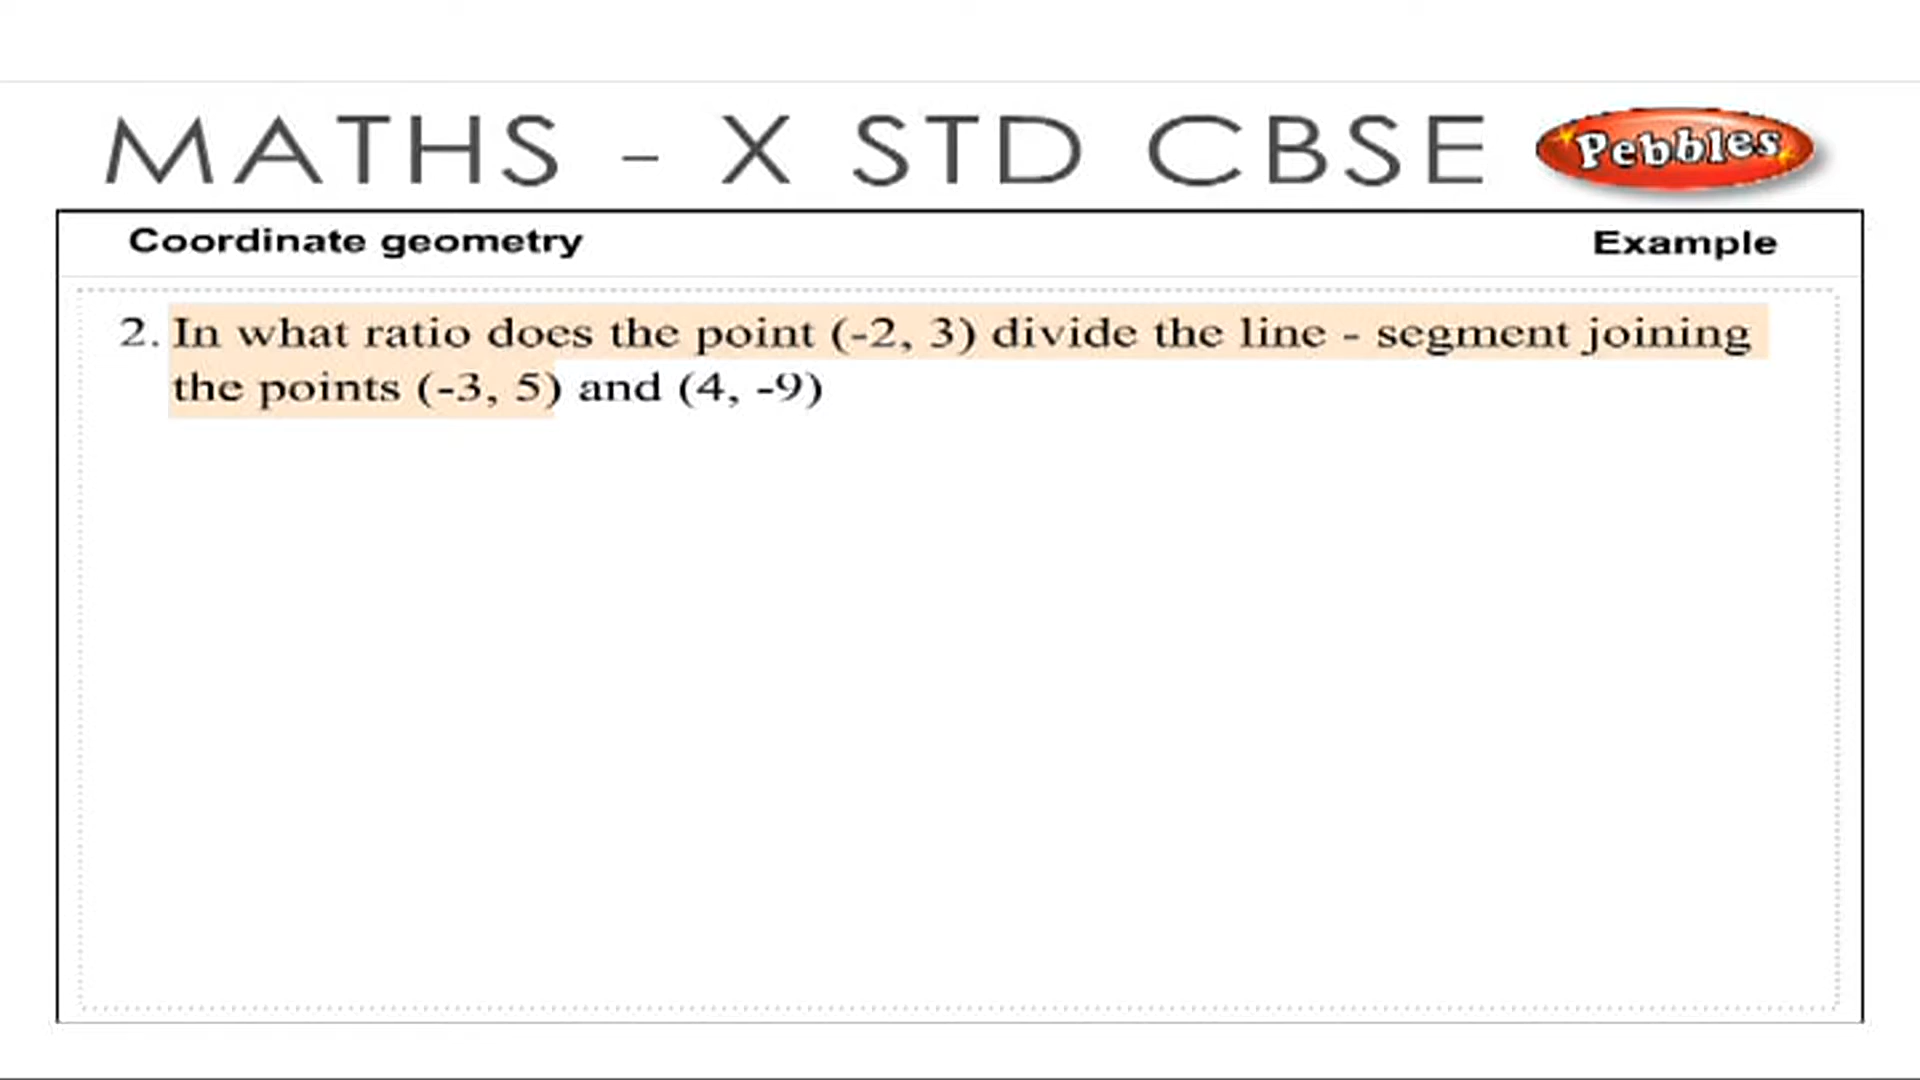 MATHS - X STD CBSE Pebbles
Coordinate geometry Example
2. In what ratio does the point (-2, 3) divide the line - segment joining
the points (-3, 5) and (4, -9)